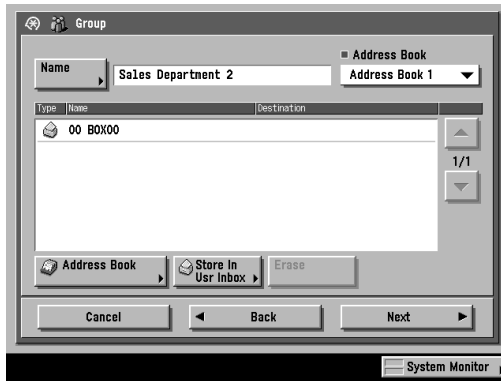 Group
Address Book
Name
Sales Department 2
Address Book 1
Type Name Destination
00 BOX00
1/1
Address Book
Store In
Usr Inbox
Erase
Cancel
Back
Next
System Monitor